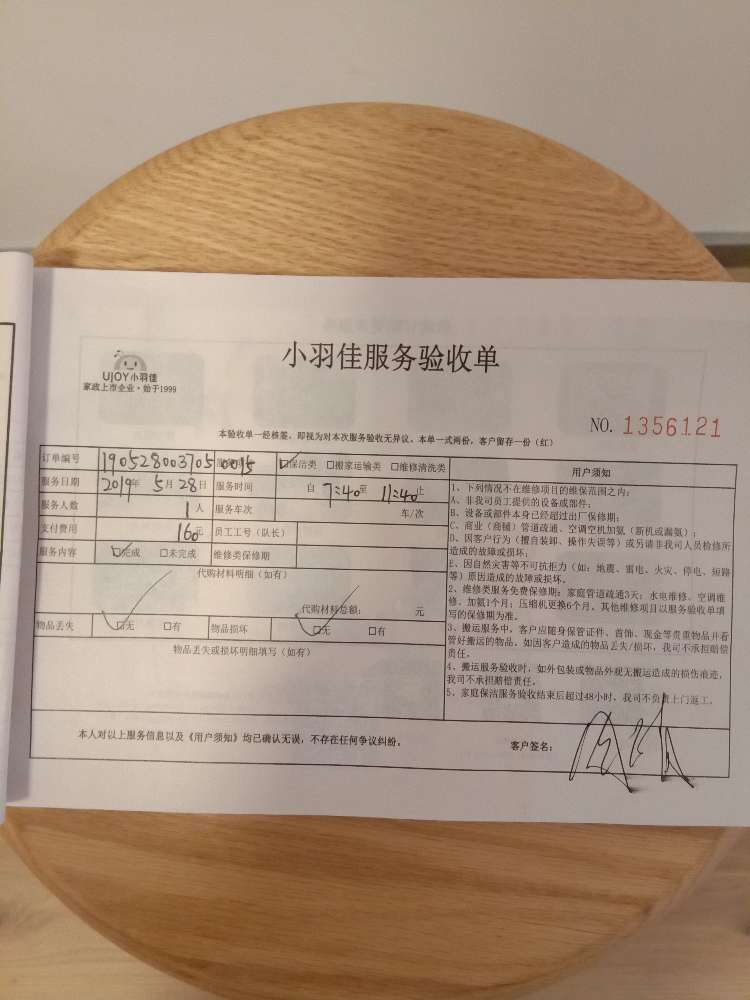 UJOY小羽佳
家政上市企业·始于1999
小羽佳服务验收单
NO. 1356121
本验收单一经核签，即视为对本次服务验收无异议。本单一式两份，客户留存一份（红）
订单编号 190528003705 0015 ☑保洁类 □搬家运输类 □维修清洗类
服务日期 2019年 5月 28日 服务时间 自 7:40至 11:40止
服务人数 1人 服务车次 车/次
支付费用 160元 员工工号（队长）
服务内容 ☑完成 □未完成 维修类保修期
代购材料明细（如有）
代购材料总额： 元
物品丢失 ☑无 □有 物品损坏 ☑无 □有
物品丢失或损坏明细填写（如有）
用户须知
1、下列情况不在维修项目的维保范围之内：
A、非我司员工提供的设备或部件；
B、设备或部件本身已经超过出厂保修期；
C、商业（商铺）管道疏通、空调空机加氨（新机或漏氨）；
D、因客户行为（擅自装卸、操作失误等）或另请非我司人员检修所
造成的故障或损坏；
E、因自然灾害等不可抗力（如：地震、雷电、火灾、停电、短路
等）原因造成的故障或损坏。
2、维修类服务免费保修期：家庭管道疏通3天；水电维修、空调维
修、加氨1个月；压缩机更换6个月。其他维修项目以服务验收单填
写的保修期为准。
3、搬运服务中，客户应随身保管证件、首饰、现金等贵重物品并看
管好搬运的物品。如因客户造成的物品丢失/损坏，我司不承担赔偿
责任。
4、搬运服务验收时，如外包装或物品外观无搬运造成的损伤痕迹，
我司不承担赔偿责任。
5、家庭保洁服务验收结束后超过48小时，我司不负责上门返工。
本人对以上服务信息以及《用户须知》均已确认无误，不存在任何争议纠纷。 客户签名：